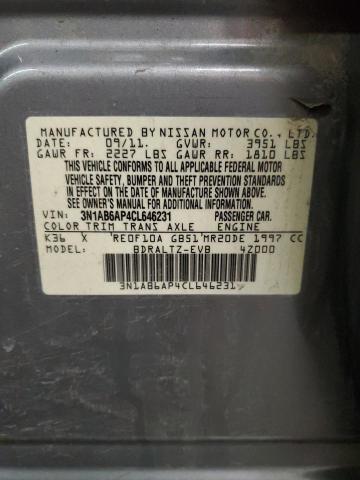 MANUFACTURED BY NISSAN MOTOR CO., LTD.
DATE: 09/11. GVWR: 3951 LBS
GAWR FR: 2227 LBS GAWR RR: 1810 LBS
THIS VEHICLE CONFORMS TO ALL APPLICABLE FEDERAL MOTOR
VEHICLE SAFETY, BUMPER AND THEFT PREVENTION STANDARDS
IN EFFECT ON THE DATE OF MANUFACTURE SHOWN ABOVE.
SEE OWNER'S MANUAL FOR ADDITIONAL INFORMATION.
VIN: 3N1AB6AP4CL646231 PASSENGER CAR.
COLOR TRIM TRANS AXLE ENGINE
K36 X RE0F10A GB51 MR20DE 1997 CC
MODEL: BDRALTZ-EVB 4Z000
3N1AB6AP4CL646231